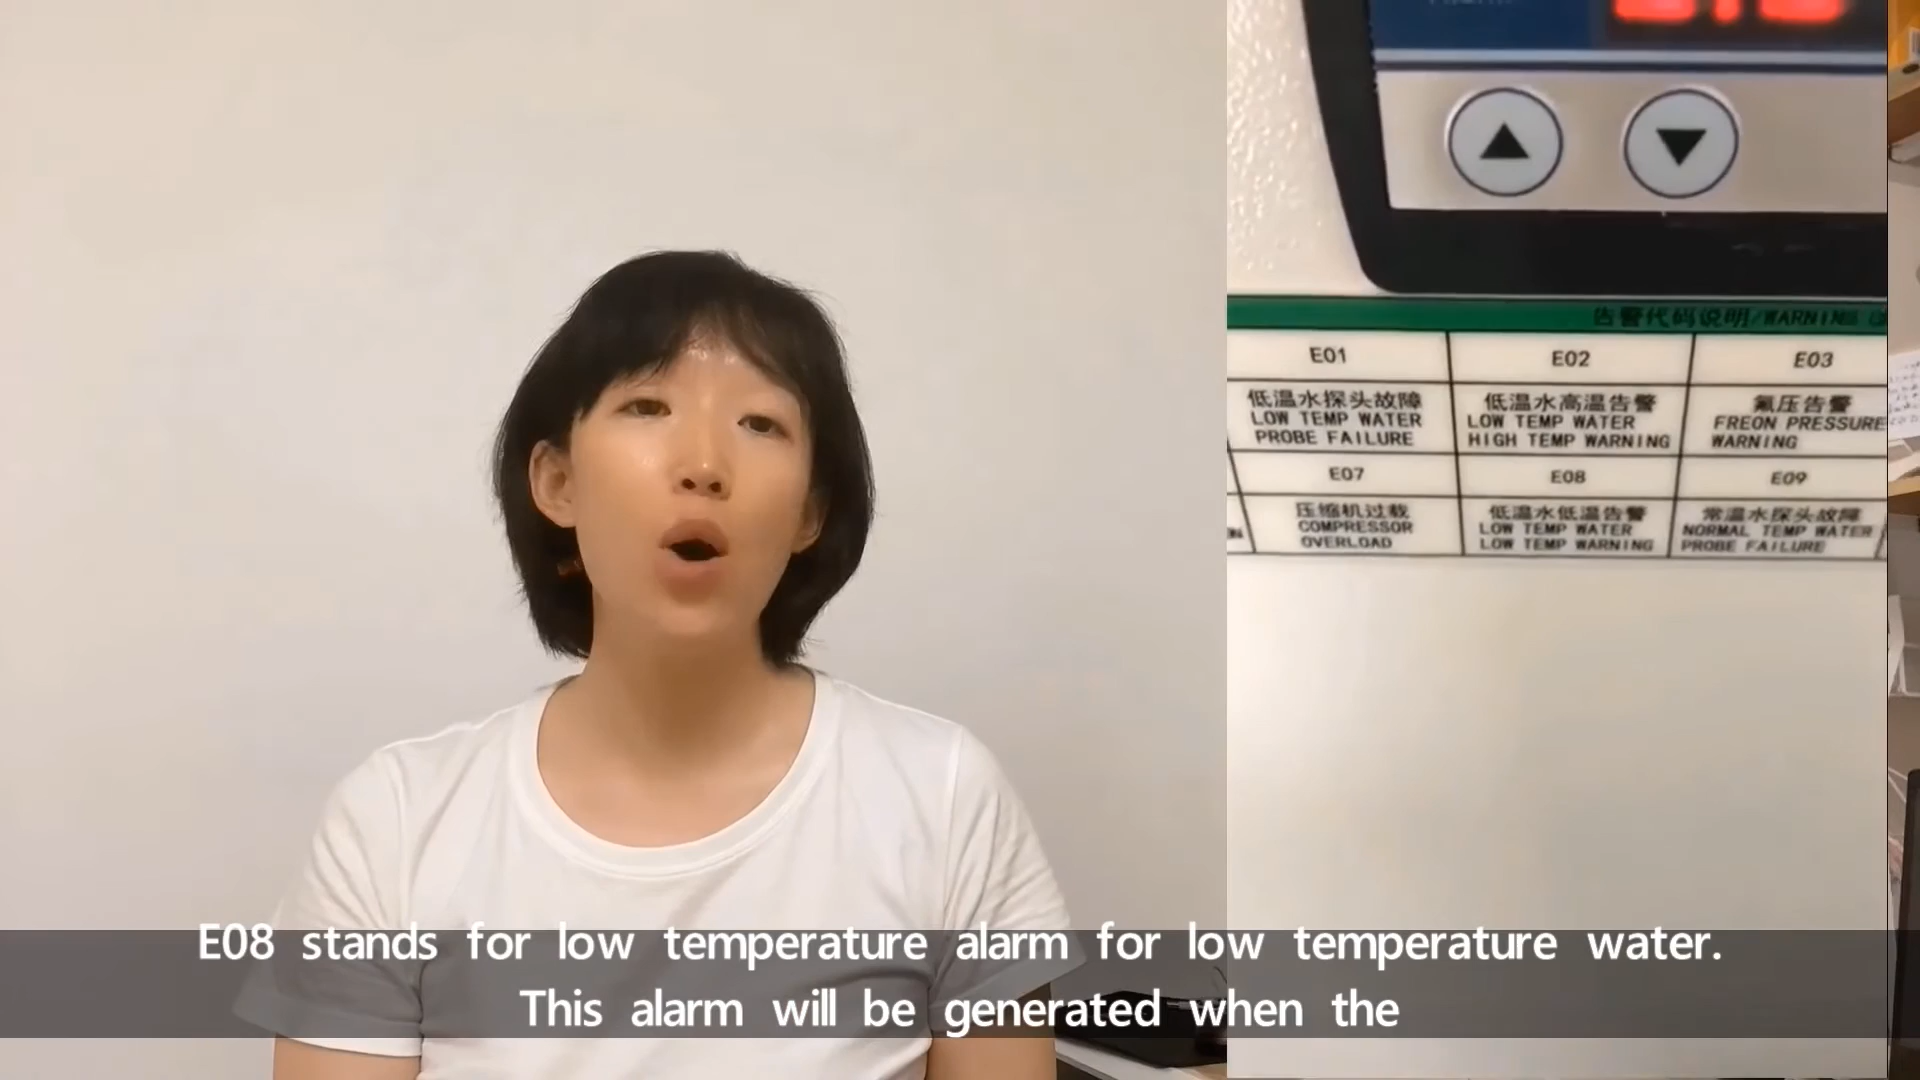 告警代码说明/WARNING
E01
E02
E03
低温水探头故障
LOW TEMP WATER
PROBE FAILURE
低温水高温告警
LOW TEMP WATER
HIGH TEMP WARNING
氟压告警
FREON PRESSURE
WARNING
E07
E08
E09
压缩机过载
COMPRESSOR
OVERLOAD
低温水低温告警
LOW TEMP WATER
LOW TEMP WARNING
常温水探头故障
NORMAL TEMP WATER
PROBE FAILURE
E08 stands for low temperature alarm for low temperature water.
This alarm will be generated when the